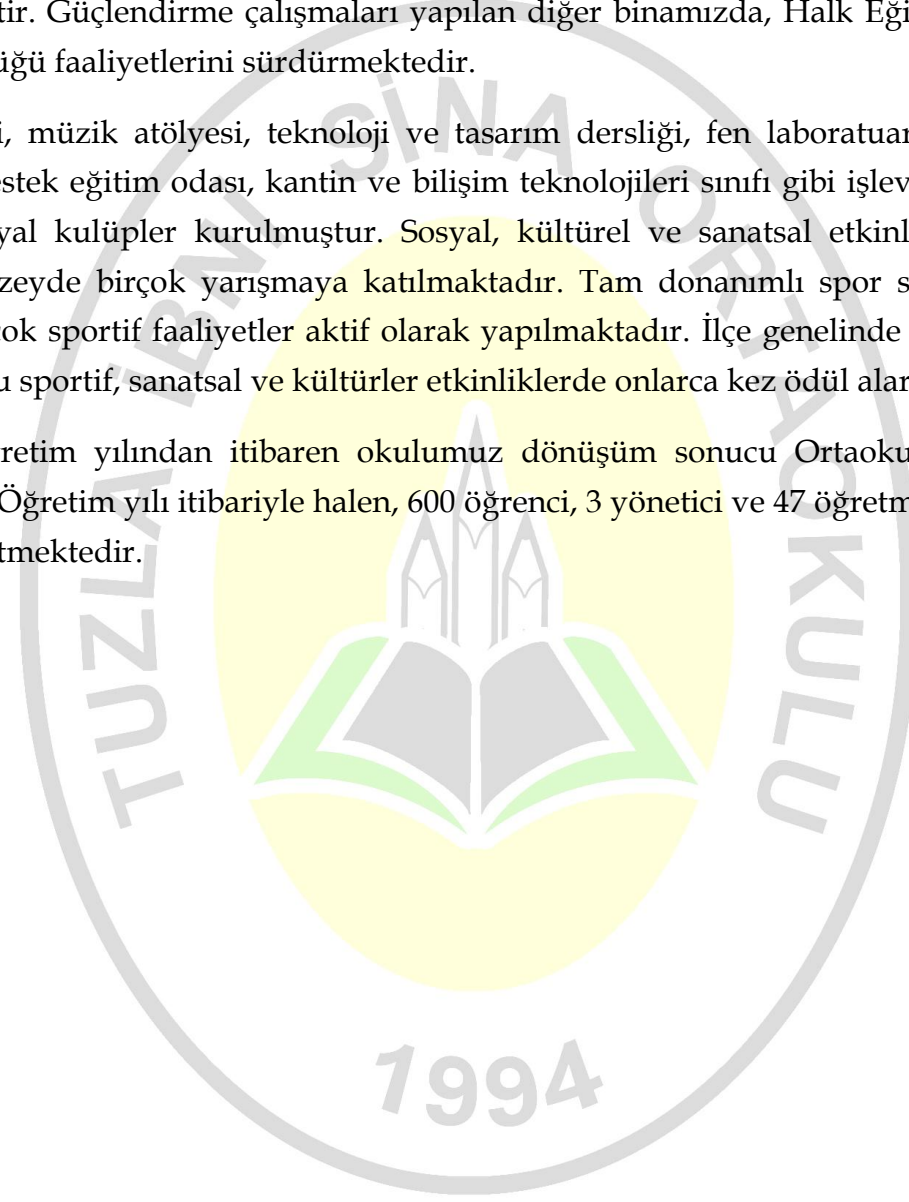 tir. Güçlendirme çalışmaları yapılan diğer binamızda, Halk Eği
üğü faaliyetlerini sürdürmektedir.
i, müzik atölyesi, teknoloji ve tasarım dersliği, fen laboratuar
estek eğitim odası, kantin ve bilişim teknolojileri sınıfı gibi işlev
yal kulüpler kurulmuştur. Sosyal, kültürel ve sanatsal etkinl
zeyde birçok yarışmaya katılmaktadır. Tam donanımlı spor s
ok sportif faaliyetler aktif olarak yapılmaktadır. İlçe genelinde
u sportif, sanatsal ve kültürler etkinliklerde onlarca kez ödül alar
retim yılından itibaren okulumuz dönüşüm sonucu Ortaoku
Öğretim yılı itibariyle halen, 600 öğrenci, 3 yönetici ve 47 öğretm
tmektedir.
TUZLA İBNİ SİNA ORTAOKULU
1994